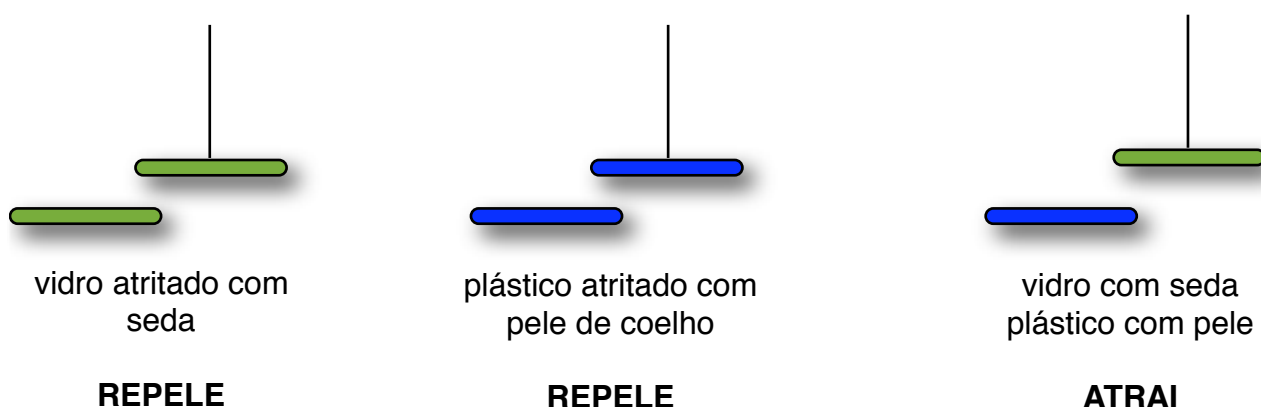 vidro atritado com
seda
REPELE
plástico atritado com
pele de coelho
REPELE
vidro com seda
plástico com pele
ATRAI